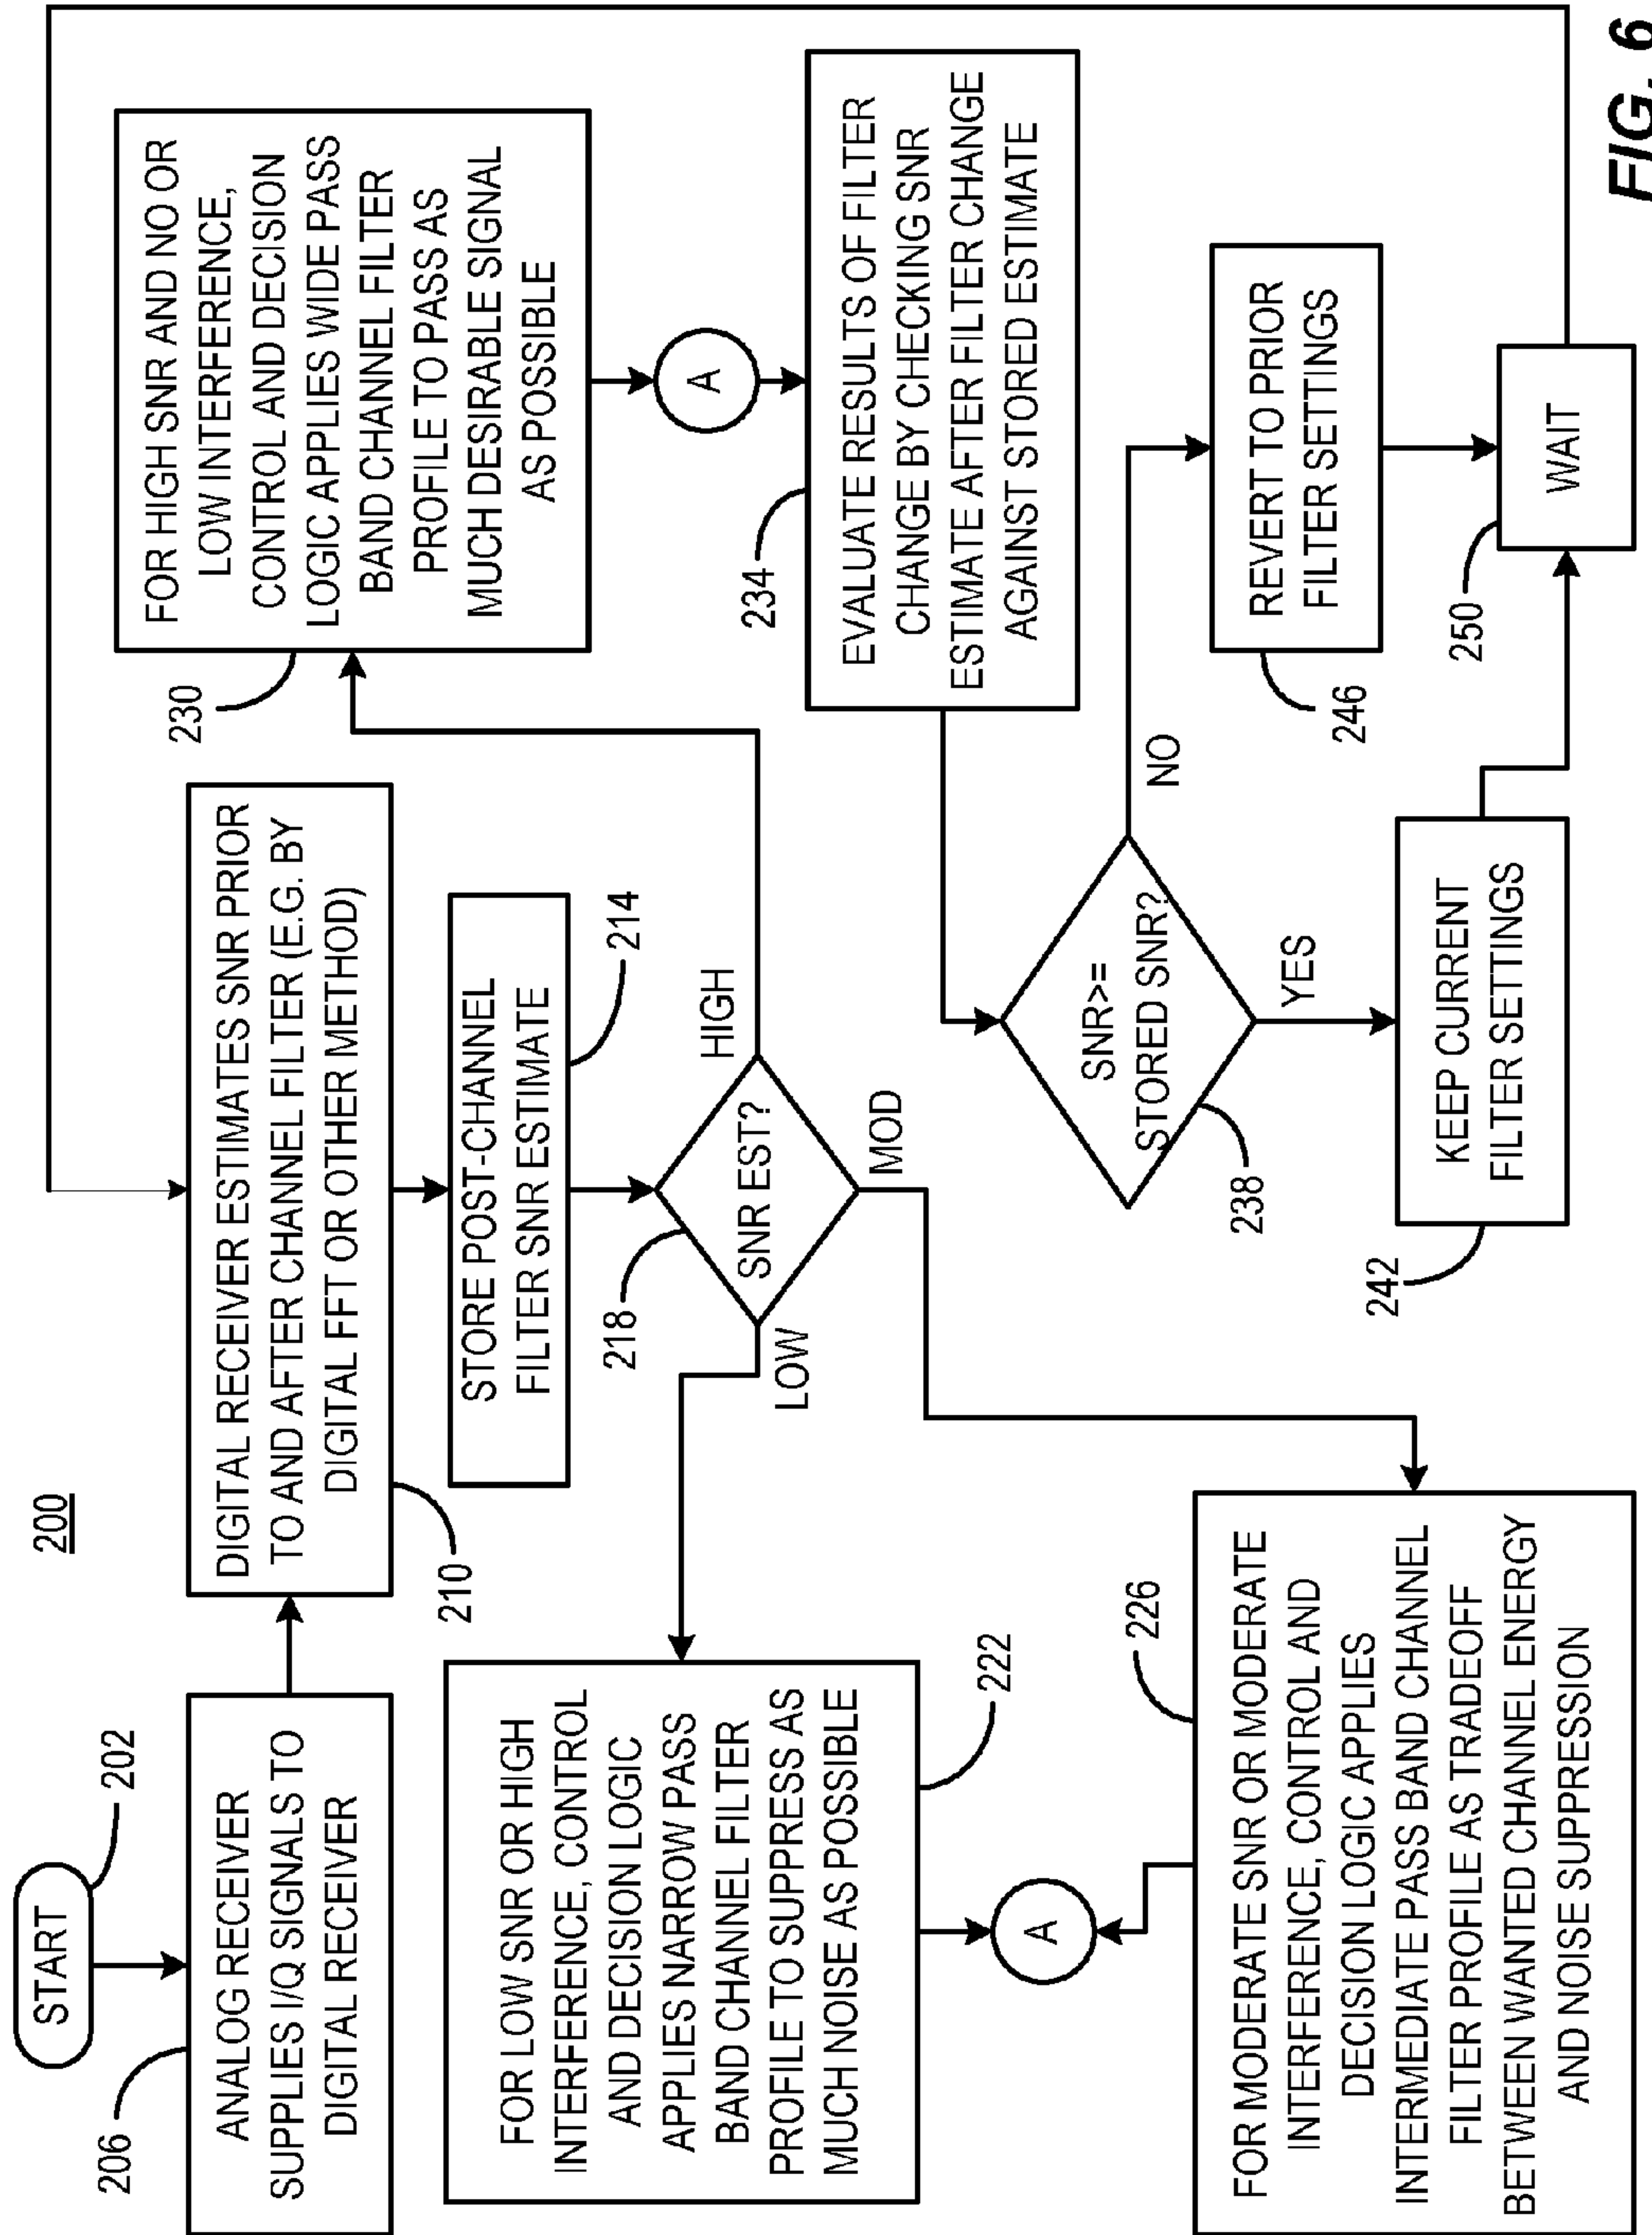 200
START
202
206
ANALOG RECEIVER
SUPPLIES I/Q SIGNALS TO
DIGITAL RECEIVER
DIGITAL RECEIVER ESTIMATES SNR PRIOR
TO AND AFTER CHANNEL FILTER (E.G. BY
DIGITAL FFT OR OTHER METHOD)
210
STORE POST-CHANNEL
FILTER SNR ESTIMATE
214
218
SNR EST?
LOW
HIGH
MOD
FOR LOW SNR OR HIGH
INTERFERENCE, CONTROL
AND DECISION LOGIC
APPLIES NARROW PASS
BAND CHANNEL FILTER
PROFILE TO SUPPRESS AS
MUCH NOISE AS POSSIBLE
222
A
226
FOR MODERATE SNR OR MODERATE
INTERFERENCE, CONTROL AND
DECISION LOGIC APPLIES
INTERMEDIATE PASS BAND CHANNEL
FILTER PROFILE AS TRADEOFF
BETWEEN WANTED CHANNEL ENERGY
AND NOISE SUPPRESSION
230
FOR HIGH SNR AND NO OR
LOW INTERFERENCE,
CONTROL AND DECISION
LOGIC APPLIES WIDE PASS
BAND CHANNEL FILTER
PROFILE TO PASS AS
MUCH DESIRABLE SIGNAL
AS POSSIBLE
A
234
EVALUATE RESULTS OF FILTER
CHANGE BY CHECKING SNR
ESTIMATE AFTER FILTER CHANGE
AGAINST STORED ESTIMATE
SNR>=
STORED SNR?
238
NO
YES
242
KEEP CURRENT
FILTER SETTINGS
246
REVERT TO PRIOR
FILTER SETTINGS
250
WAIT
FIG. 6